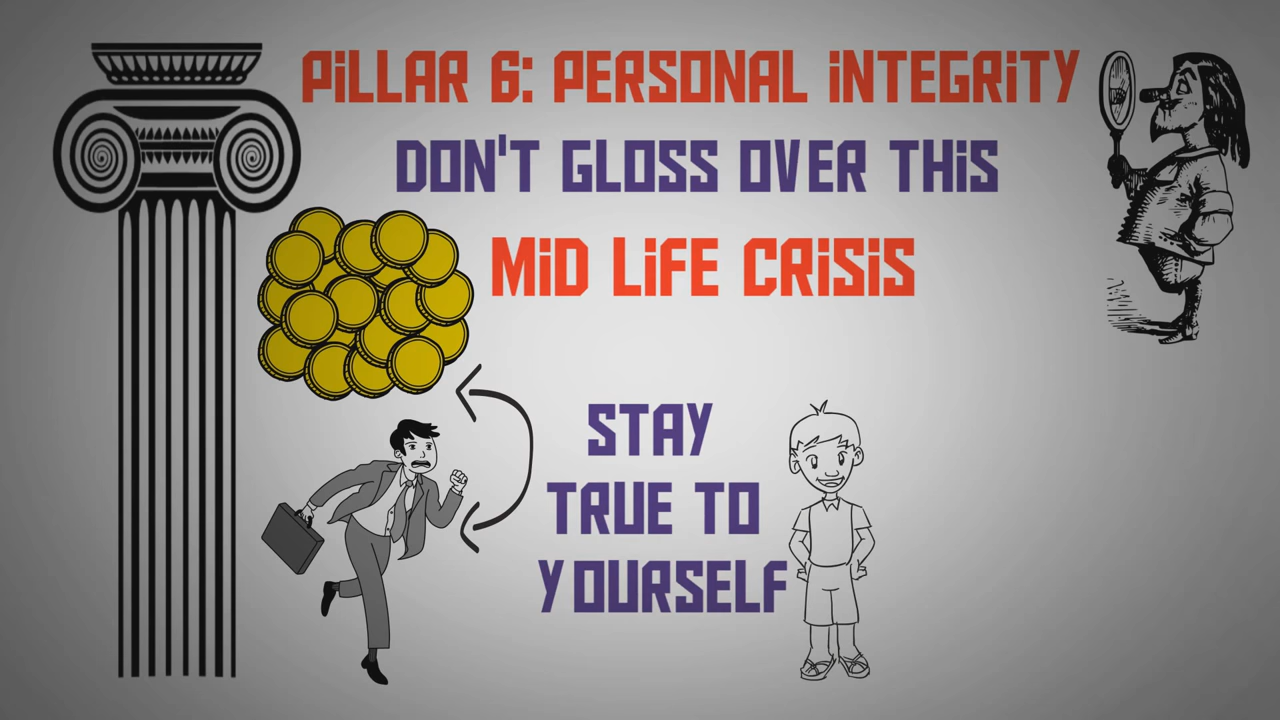 PiLLAR 6: PERSONAL iNTEGRiTY
DON'T GLOSS OVER THiS
MiD LiFE CRiSiS
STAY
TRUE TO
YOURSELF